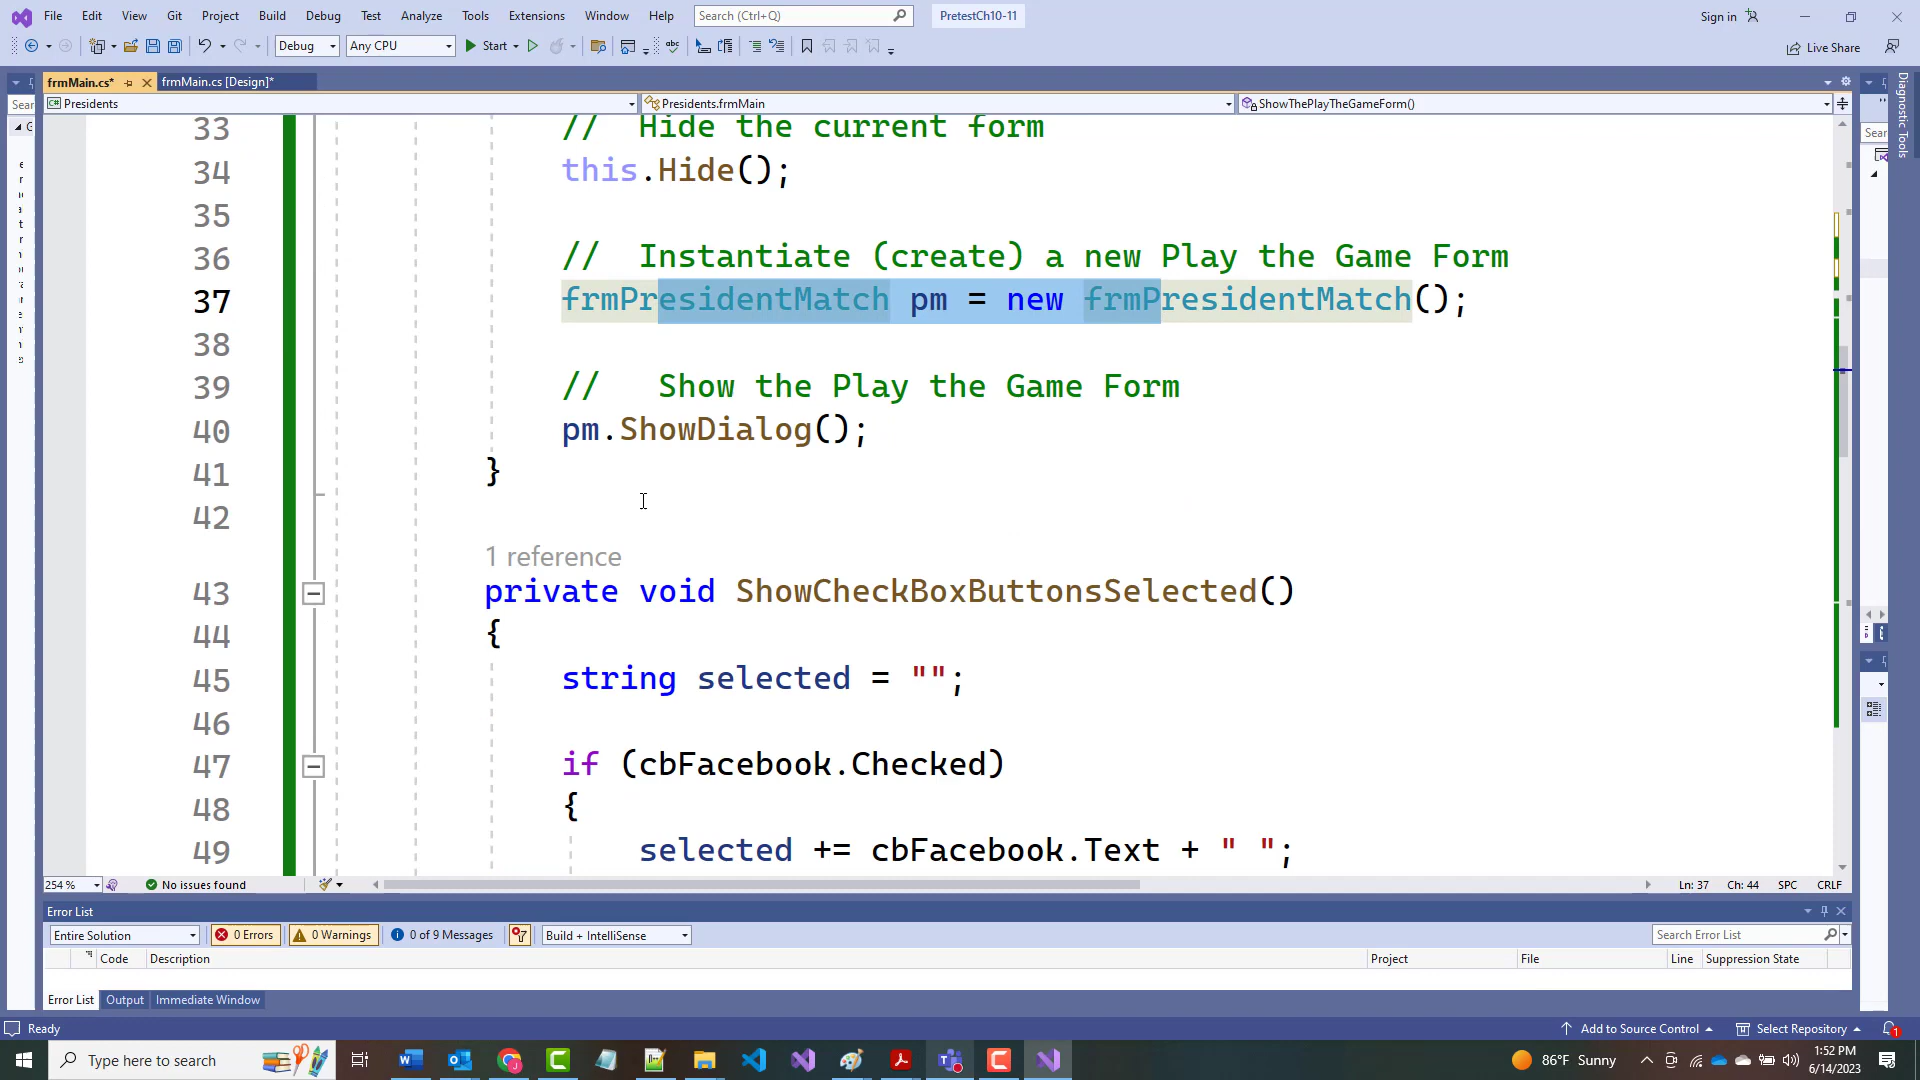 File Edit View Git Project Build Debug Test Analyze Tools Extensions Window Help Search (Ctrl+Q) PretestCh10-11 Sign in
Debug Any CPU Start Live Share
frmMain.cs* frmMain.cs [Design]*
Presidents Presidents.frmMain ShowThePlayTheGameForm()
Diagnostic Tools
33 // Hide the current form
34 this.Hide();
35
36 // Instantiate (create) a new Play the Game Form
37 frmPresidentMatch pm = new frmPresidentMatch();
38
39 // Show the Play the Game Form
40 pm.ShowDialog();
41 }
42
1 reference
43 private void ShowCheckBoxButtonsSelected()
44 {
45 string selected = "";
46
47 if (cbFacebook.Checked)
48 {
49 selected += cbFacebook.Text + " ";
254 % No issues found Ln: 37 Ch: 44 SPC CRLF
Error List
Entire Solution 0 Errors 0 Warnings 0 of 9 Messages Build + IntelliSense Search Error List
Code Description Project File Line Suppression State
Error List Output Immediate Window
Ready Add to Source Control Select Repository 1
Type here to search 86°F Sunny 1:52 PM
6/14/2023